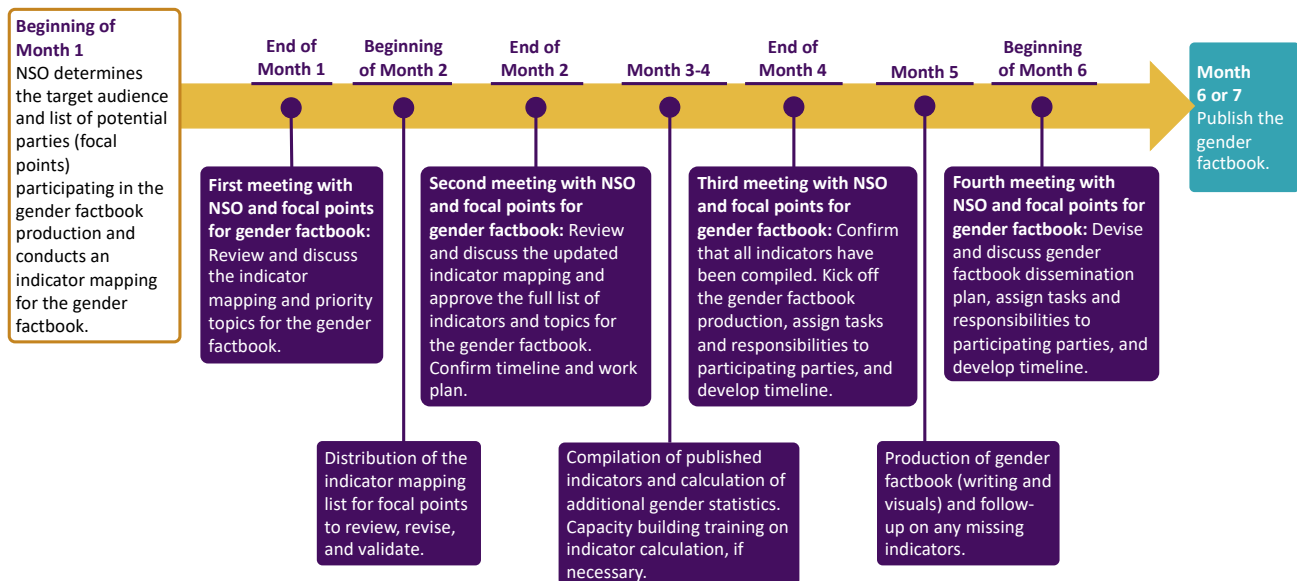 Beginning of
Month 1
NSO determines
the target audience
and list of potential
parties (focal
points)
participating in the
gender factbook
production and
conducts an
indicator mapping
for the gender
factbook.
End of
Month 1
First meeting with
NSO and focal points
for gender factbook:
Review and discuss
the indicator
mapping and priority
topics for the gender
factbook.
Beginning
of Month 2
Distribution of the
indicator mapping
list for focal points
to review, revise,
and validate.
End of
Month 2
Second meeting with NSO
and focal points for
gender factbook: Review
and discuss the updated
indicator mapping and
approve the full list of
indicators and topics for
the gender factbook.
Confirm timeline and work
plan.
Month 3-4
Compilation of published
indicators and calculation of
additional gender statistics.
Capacity building training on
indicator calculation, if
necessary.
End of
Month 4
Third meeting with NSO
and focal points for
gender factbook: Confirm
that all indicators have
been compiled. Kick off
the gender factbook
production, assign tasks
and responsibilities to
participating parties, and
develop timeline.
Month 5
Production of gender
factbook (writing and
visuals) and follow-
up on any missing
indicators.
Beginning
of Month 6
Fourth meeting with
NSO and focal points for
gender factbook: Devise
and discuss gender
factbook dissemination
plan, assign tasks and
responsibilities to
participating parties, and
develop timeline.
Month
6 or 7
Publish the
gender
factbook.